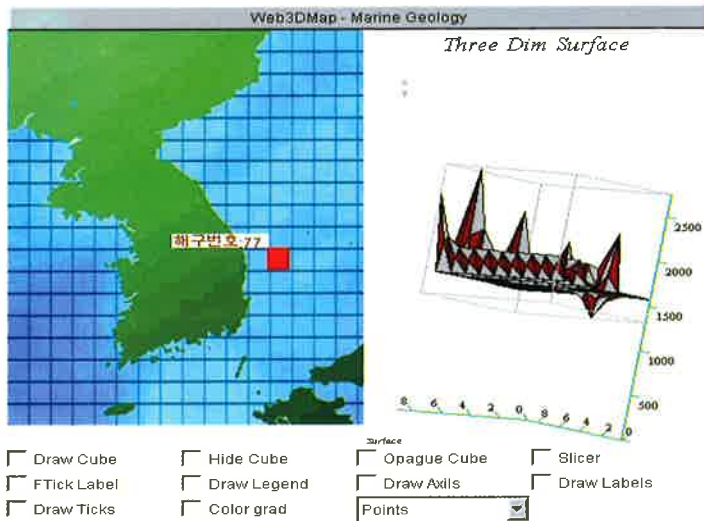 Web3DMap - Marine Geology
Three Dim Surface
해구번호:77
2500
2000
1500
1000
500
8 6 4 2 0 8 6 4 2 0
Surface
Draw Cube
Hide Cube
Opague Cube
Slicer
FTick Label
Draw Legend
Draw Axils
Draw Labels
Draw Ticks
Color grad
Points